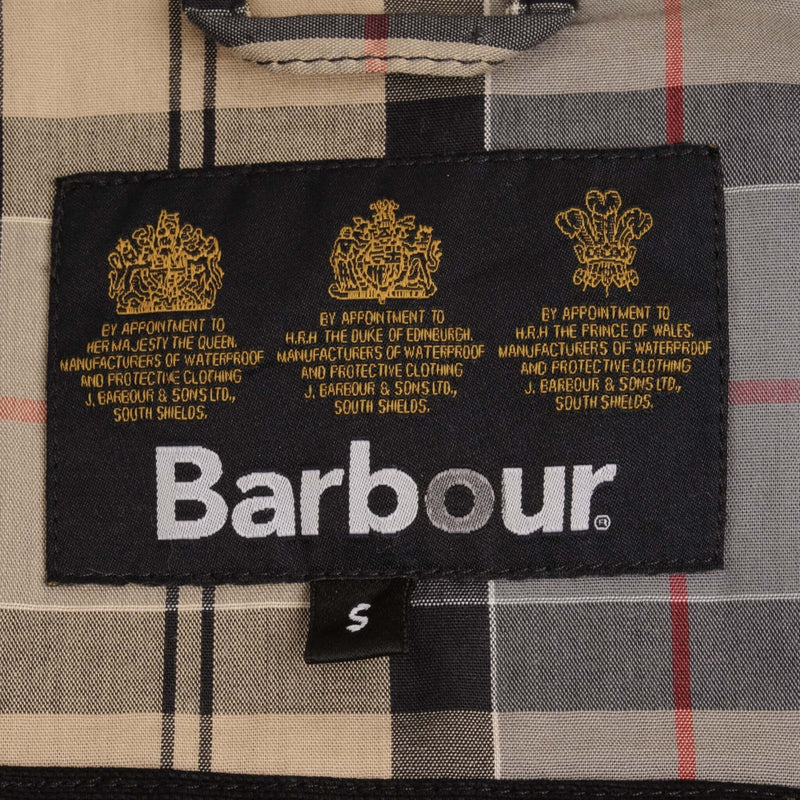 BY APPOINTMENT TO
HER MAJESTY THE QUEEN.
MANUFACTURERS OF WATERPROOF
AND PROTECTIVE CLOTHING
J. BARBOUR & SONS LTD.,
SOUTH SHIELDS.
BY APPOINTMENT TO
H.R.H THE DUKE OF EDINBURGH.
MANUFACTURERS OF WATERPROOF
AND PROTECTIVE CLOTHING
J. BARBOUR & SONS LTD.,
SOUTH SHIELDS.
BY APPOINTMENT TO
H.R.H THE PRINCE OF WALES.
MANUFACTURERS OF WATERPROOF
AND PROTECTIVE CLOTHING
J. BARBOUR & SONS LTD.,
SOUTH SHIELDS.
Barbour®
S